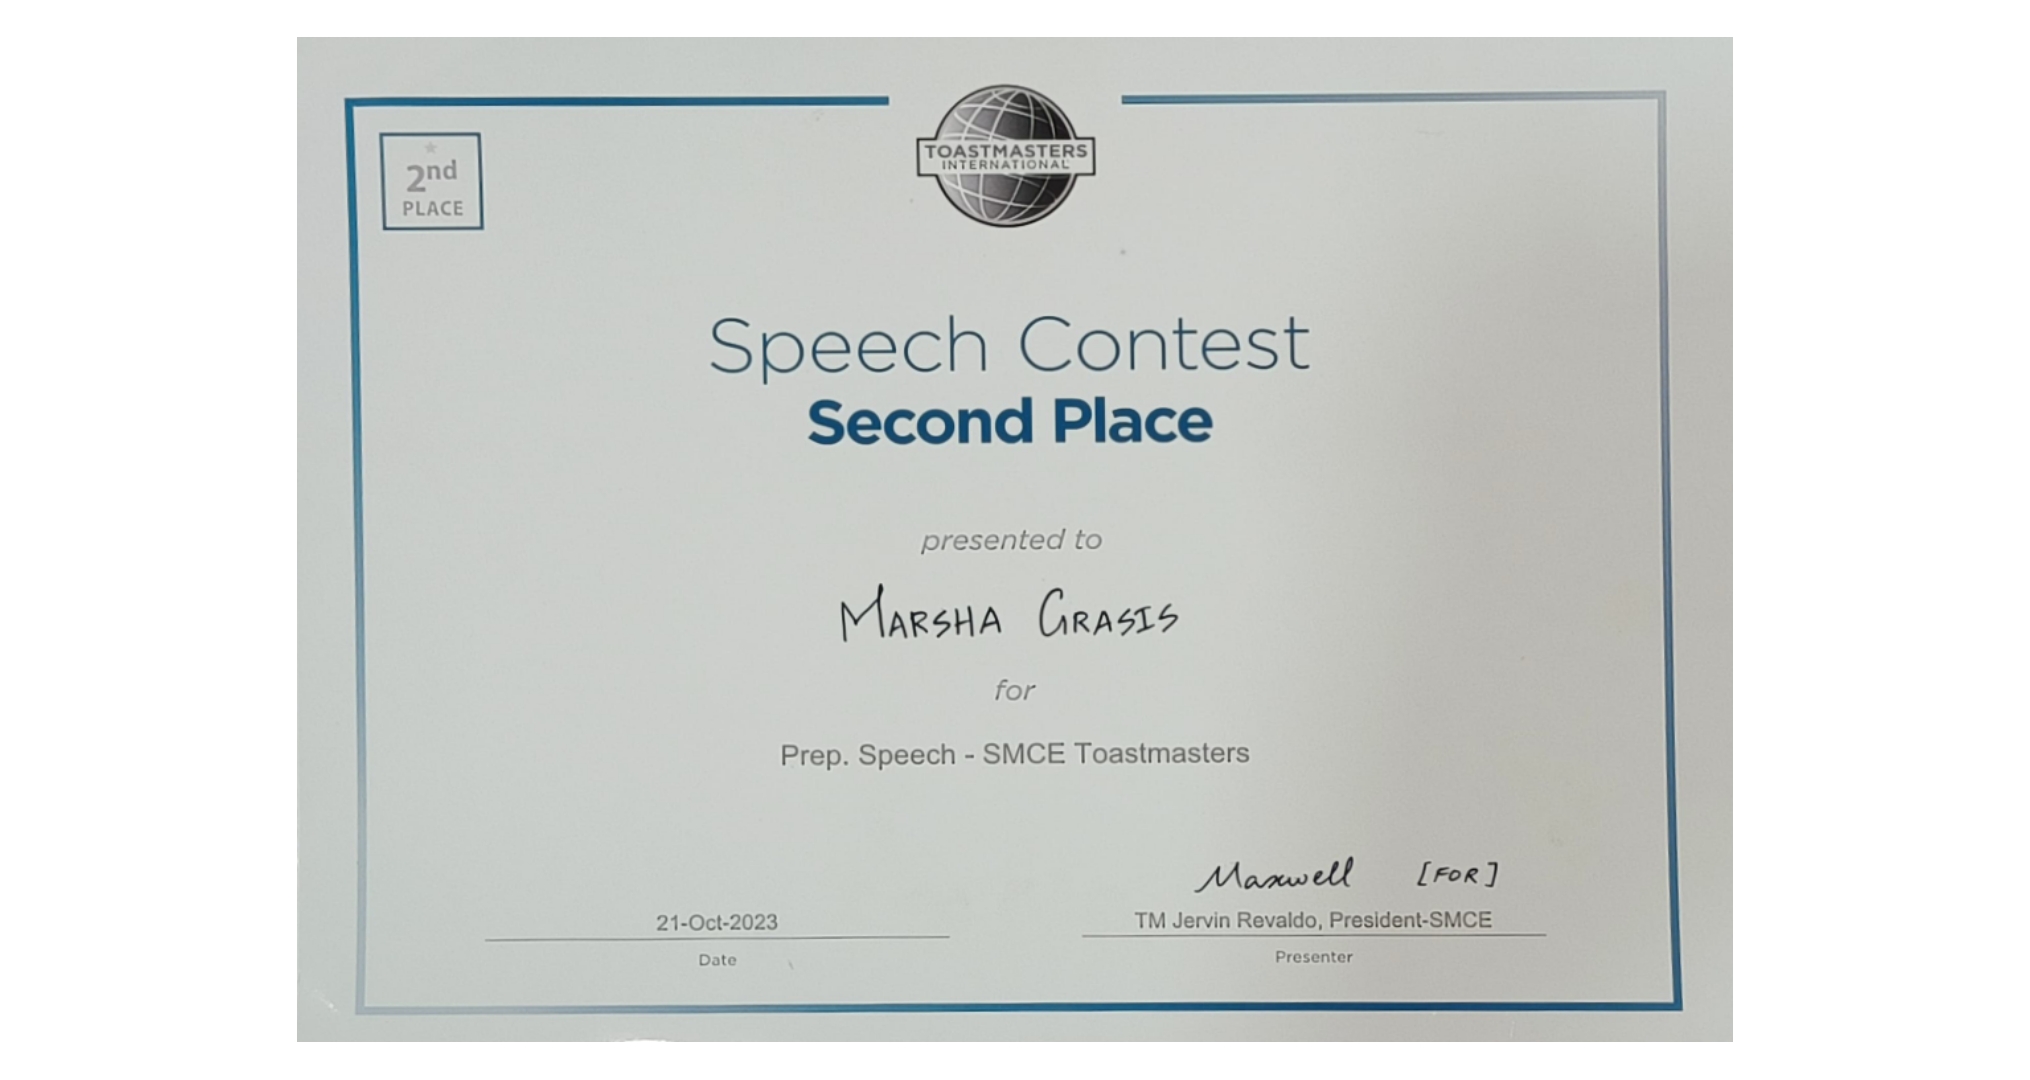 TOASTMASTERS
INTERNATIONAL
2nd
PLACE
Speech Contest
Second Place
presented to
MARSHA GRASIS
for
Prep. Speech - SMCE Toastmasters
Maxwell [FOR]
21-Oct-2023
TM Jervin Revaldo, President-SMCE
Date
Presenter